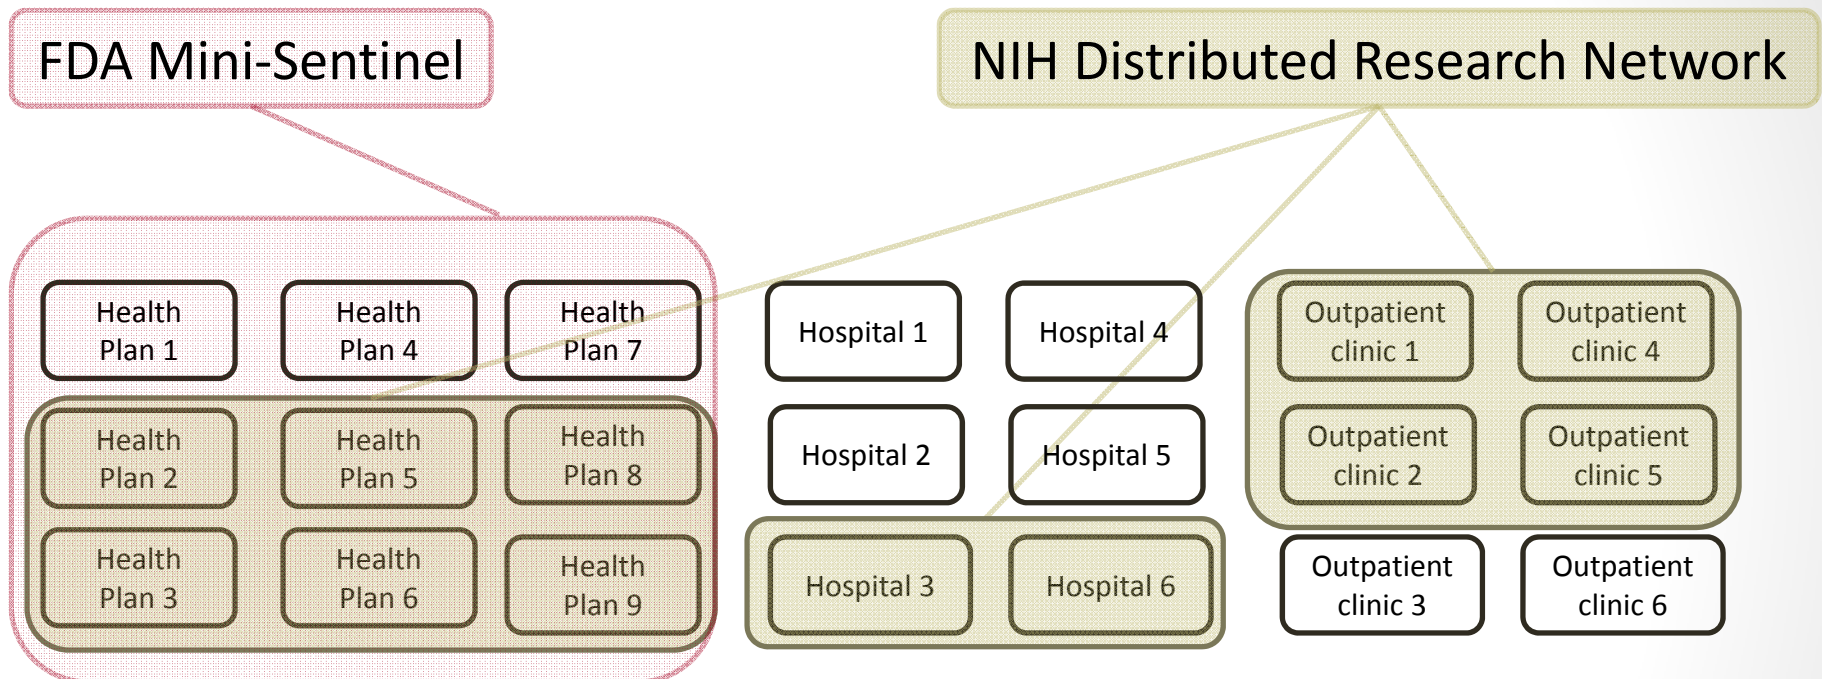 FDA Mini-Sentinel
NIH Distributed Research Network
Health
Plan 1
Health
Plan 4
Health
Plan 7
Hospital 1
Hospital 4
Outpatient
clinic 1
Outpatient
clinic 4
Health
Plan 2
Health
Plan 5
Health
Plan 8
Hospital 2
Hospital 5
Outpatient
clinic 2
Outpatient
clinic 5
Health
Plan 3
Health
Plan 6
Health
Plan 9
Hospital 3
Hospital 6
Outpatient
clinic 3
Outpatient
clinic 6